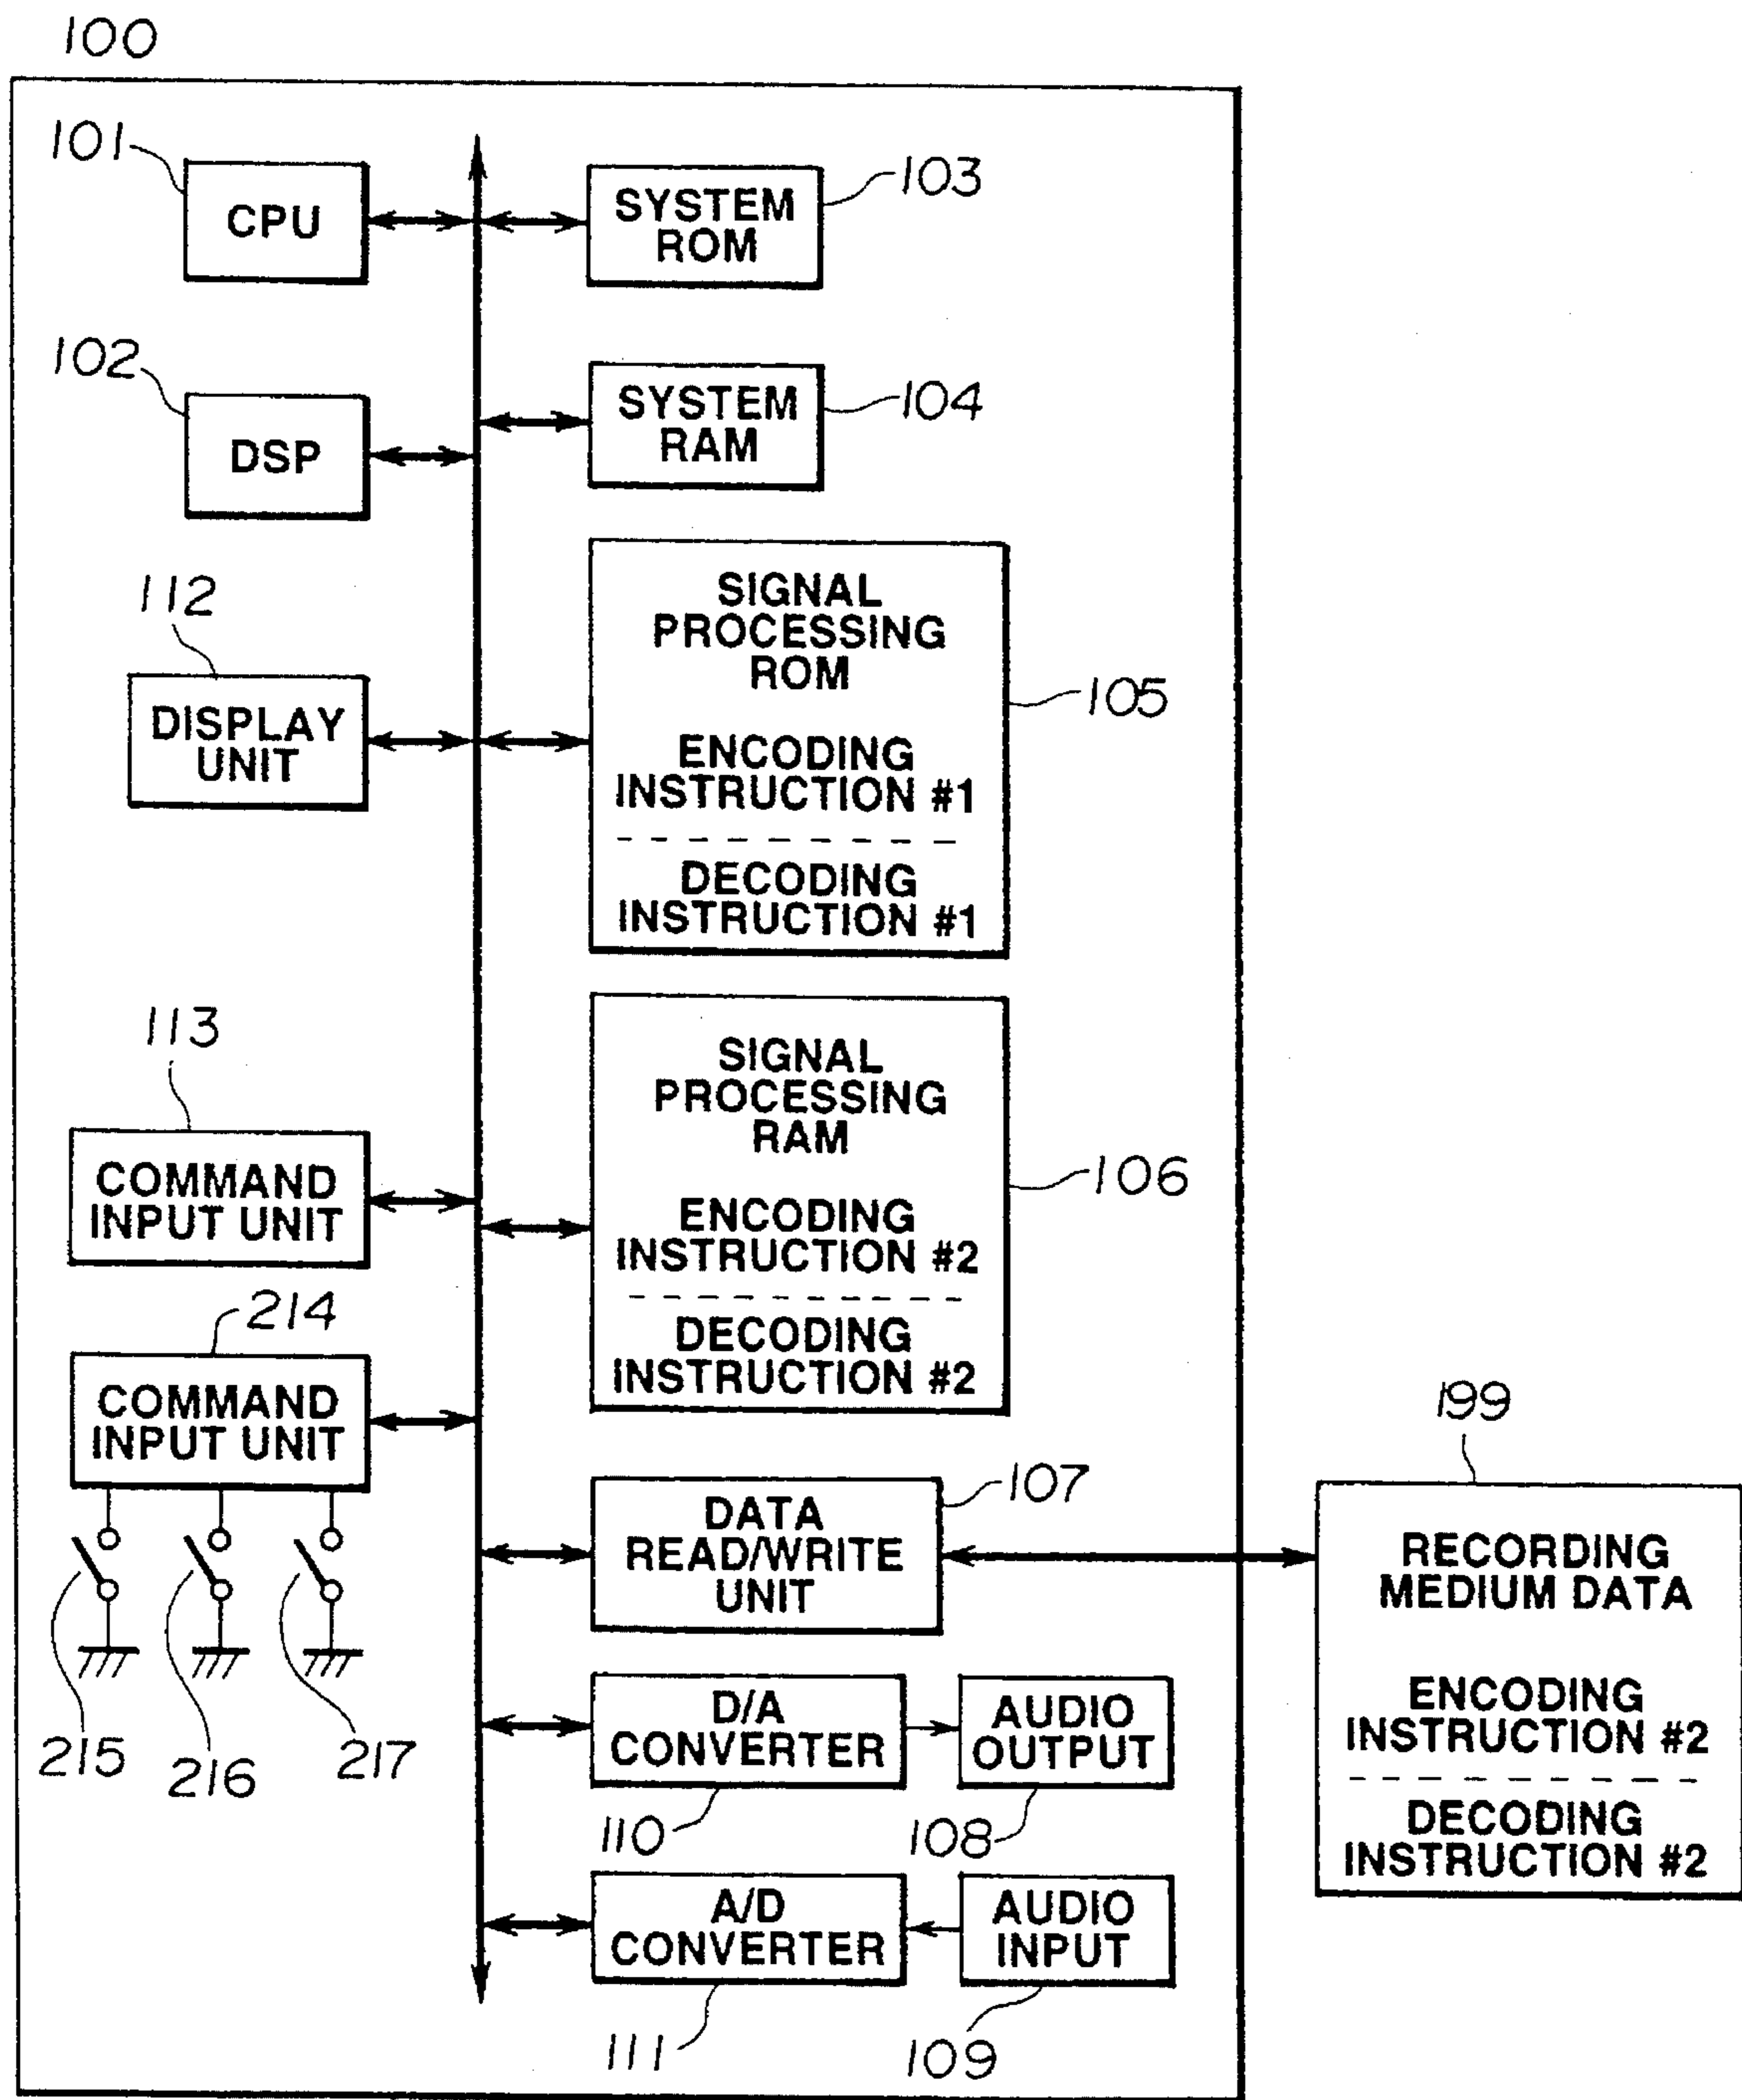 100
101
CPU
103
SYSTEM
ROM
102
DSP
104
SYSTEM
RAM
112
DISPLAY
UNIT
105
SIGNAL
PROCESSING
ROM
ENCODING
INSTRUCTION #1
DECODING
INSTRUCTION #1
113
COMMAND
INPUT UNIT
106
SIGNAL
PROCESSING
RAM
ENCODING
INSTRUCTION #2
DECODING
INSTRUCTION #2
214
COMMAND
INPUT UNIT
215
216
217
107
DATA
READ/WRITE
UNIT
199
RECORDING
MEDIUM DATA
ENCODING
INSTRUCTION #2
DECODING
INSTRUCTION #2
D/A
CONVERTER
110
AUDIO
OUTPUT
108
A/D
CONVERTER
111
AUDIO
INPUT
109